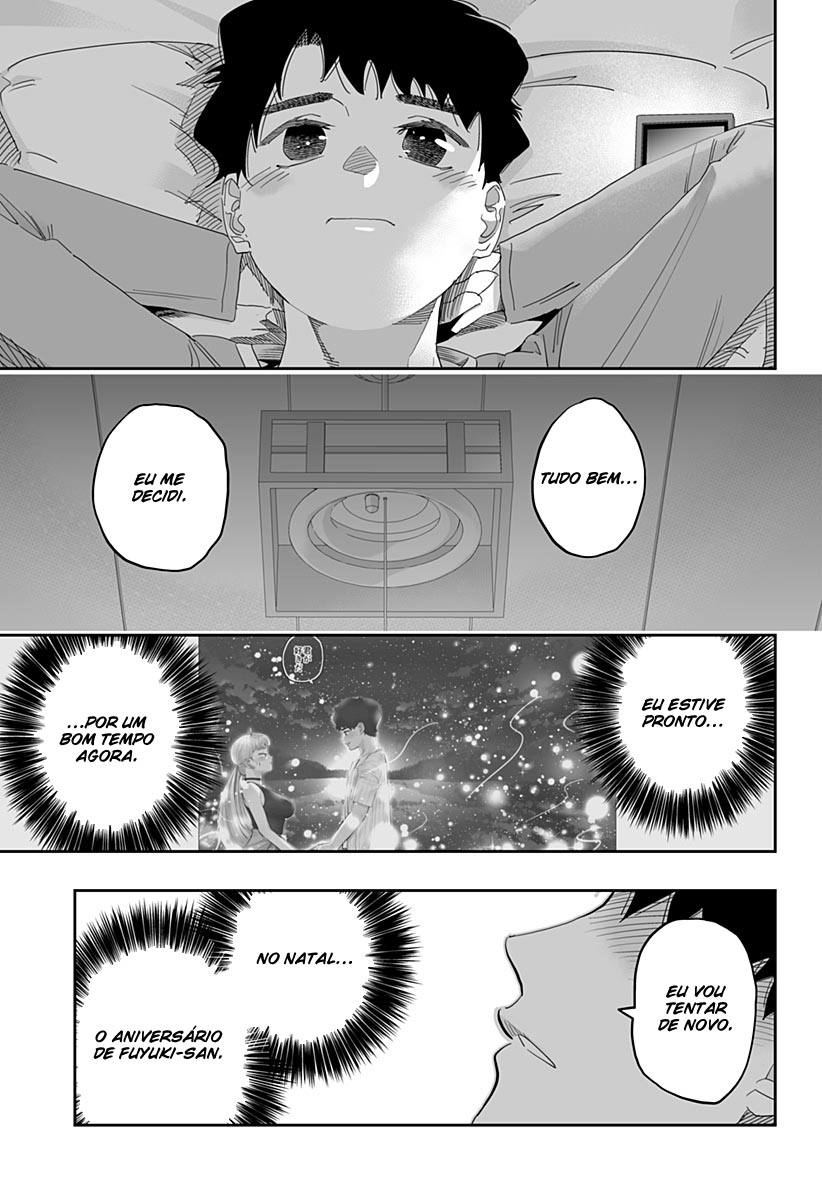 TUDO BEM...
EU ME
DECIDI.
EU ESTIVE
PRONTO...
...POR UM
BOM TEMPO
AGORA.
EU VOU
TENTAR
DE NOVO.
NO NATAL...
O ANIVERSÁRIO
DE FUYUKI-SAN.